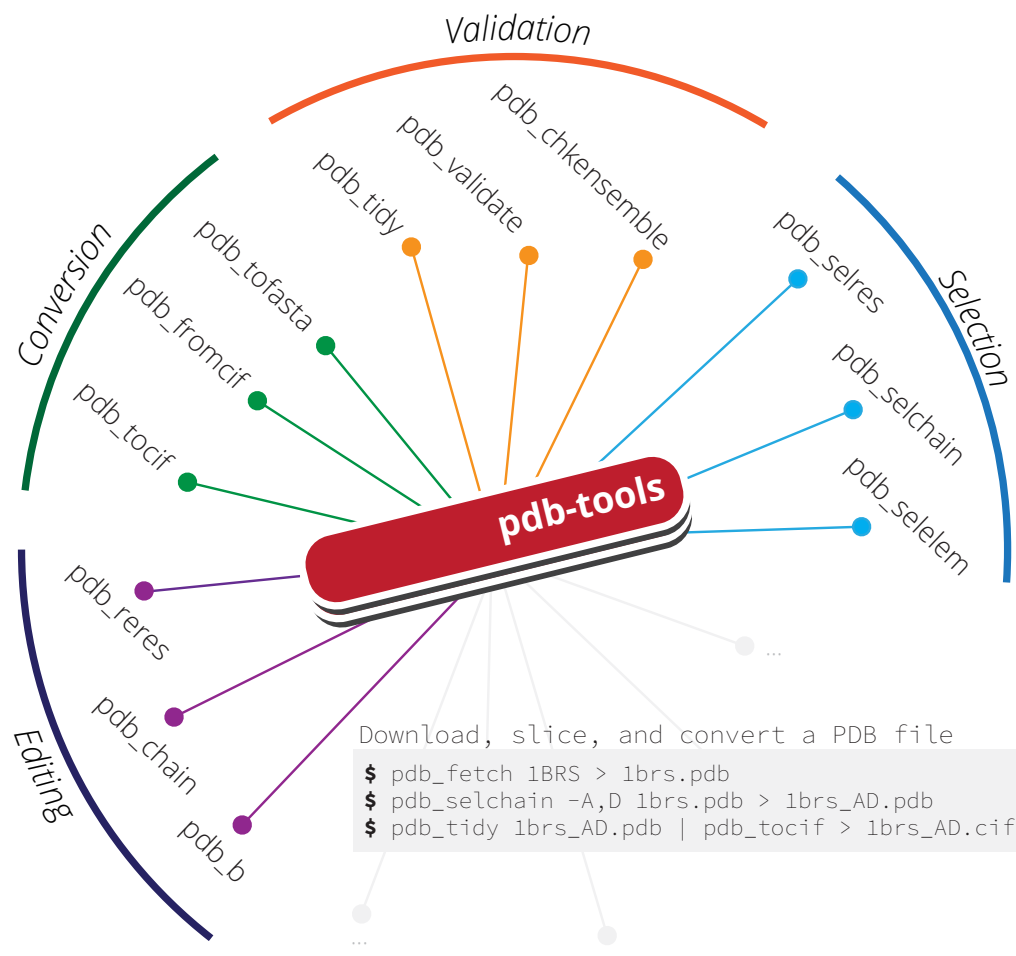 Validation
pdb_chkensemble
pdb_validate
pdb_tidy
Conversion
pdb_tofasta
pdb_fromcif
pdb_tocif
Selection
pdb_selres
pdb_selchain
pdb_selelem
pdb-tools
Editing
pdb_reres
pdb_chain
pdb_b
...
Download, slice, and convert a PDB file
$ pdb_fetch 1BRS > 1brs.pdb
$ pdb_selchain -A,D 1brs.pdb > 1brs_AD.pdb
$ pdb_tidy 1brs_AD.pdb | pdb_tocif > 1brs_AD.cif
...